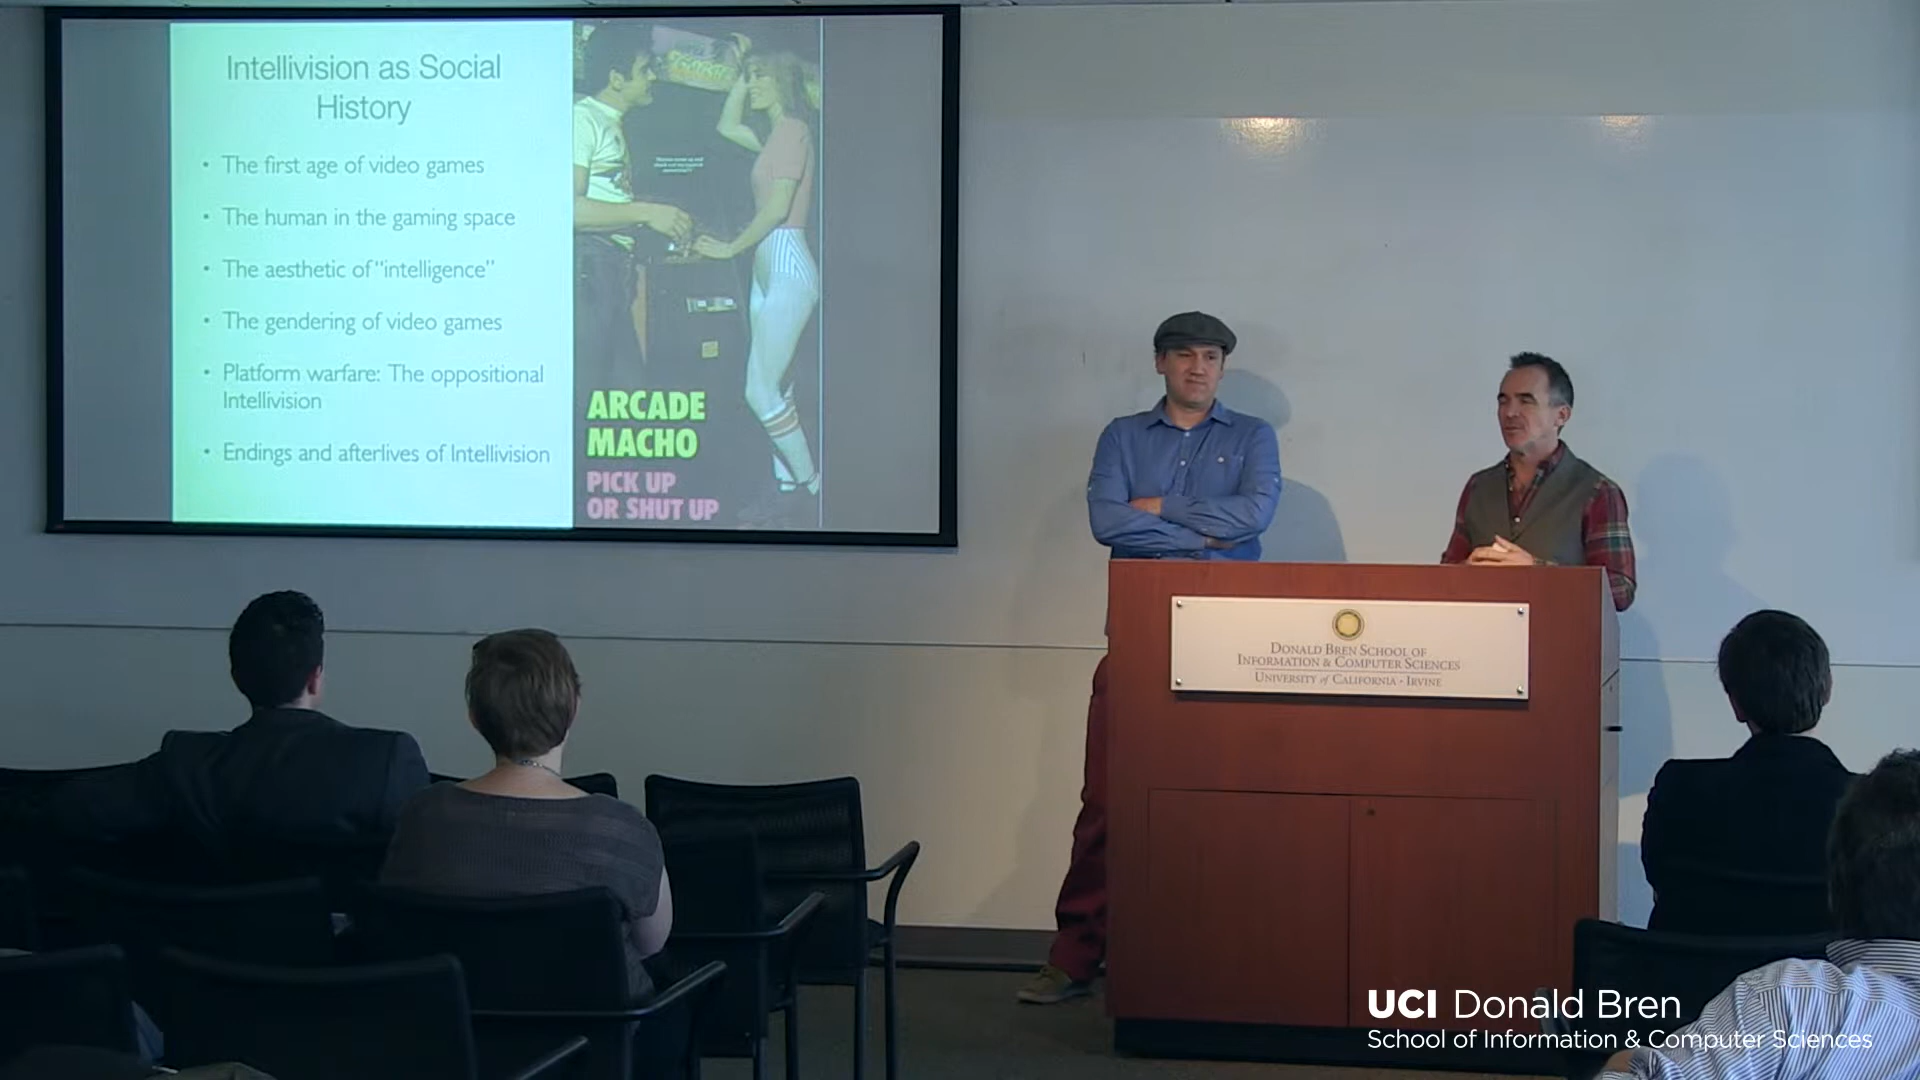 Intellivision as Social
History
• The first age of video games
• The human in the gaming space
• The aesthetic of "intelligence"
• The gendering of video games
• Platform warfare: The oppositional
Intellivision
• Endings and afterlives of Intellivision
ARCADE
MACHO
PICK UP
OR SHUT UP
DONALD BREN SCHOOL OF
INFORMATION & COMPUTER SCIENCES
UNIVERSITY of CALIFORNIA · IRVINE
UCI Donald Bren
School of Information & Computer Sciences